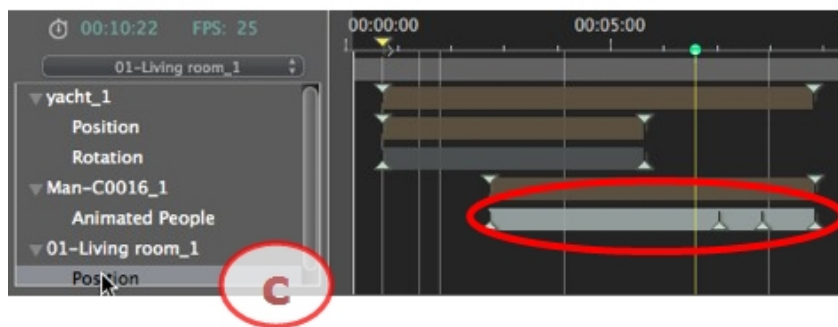 00:10:22 FPS: 25
00:00:00 00:05:00
01-Living room_1
yacht_1
Position
Rotation
Man-C0016_1
Animated People
01-Living room_1
Position
C